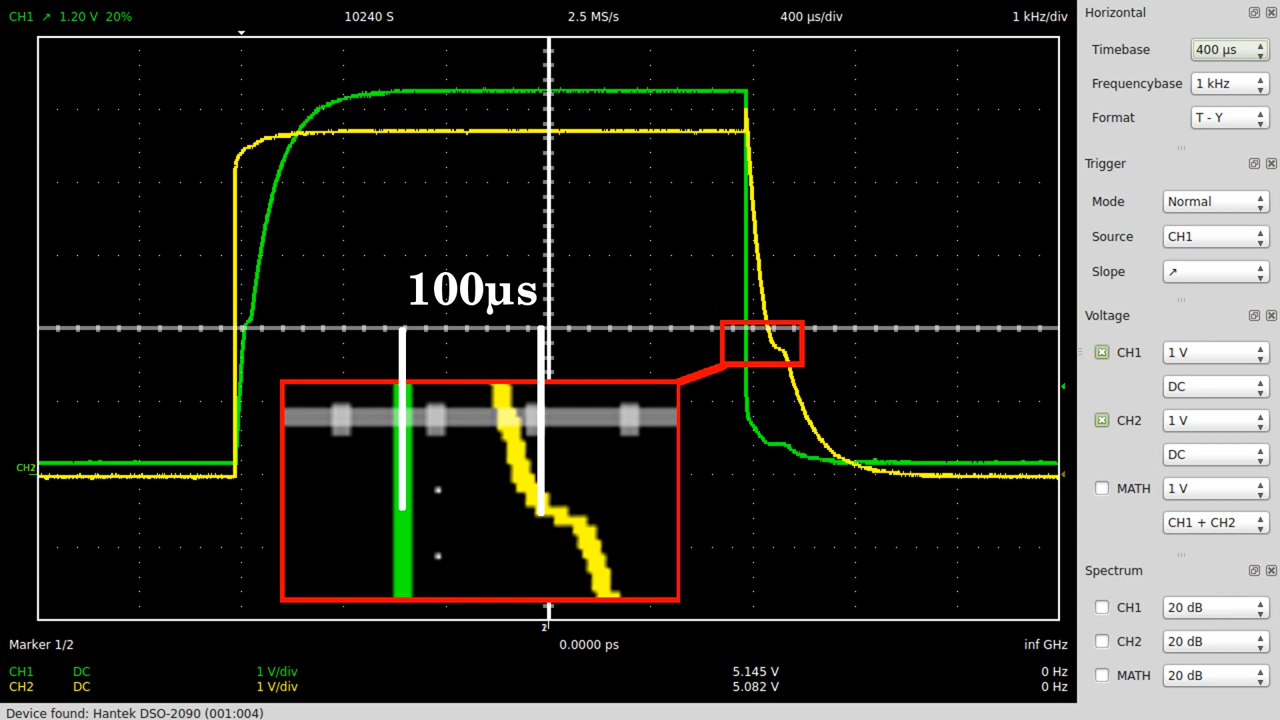 CH1 ↗ 1.20 V 20% 10240 S 2.5 MS/s 400 µs/div 1 kHz/div
Horizontal
Timebase 400 µs
Frequencybase 1 kHz
Format T - Y
Trigger
Mode Normal
Source CH1
Slope ↗
100µs
Voltage
CH1 1 V
DC
CH2 1 V
DC
CH2
MATH 1 V
CH1 + CH2
Spectrum
CH1 20 dB
CH2 20 dB
MATH 20 dB
Marker 1/2 0.0000 ps inf GHz
CH1 DC 1 V/div 5.145 V 0 Hz
CH2 DC 1 V/div 5.082 V 0 Hz
Device found: Hantek DSO-2090 (001:004)